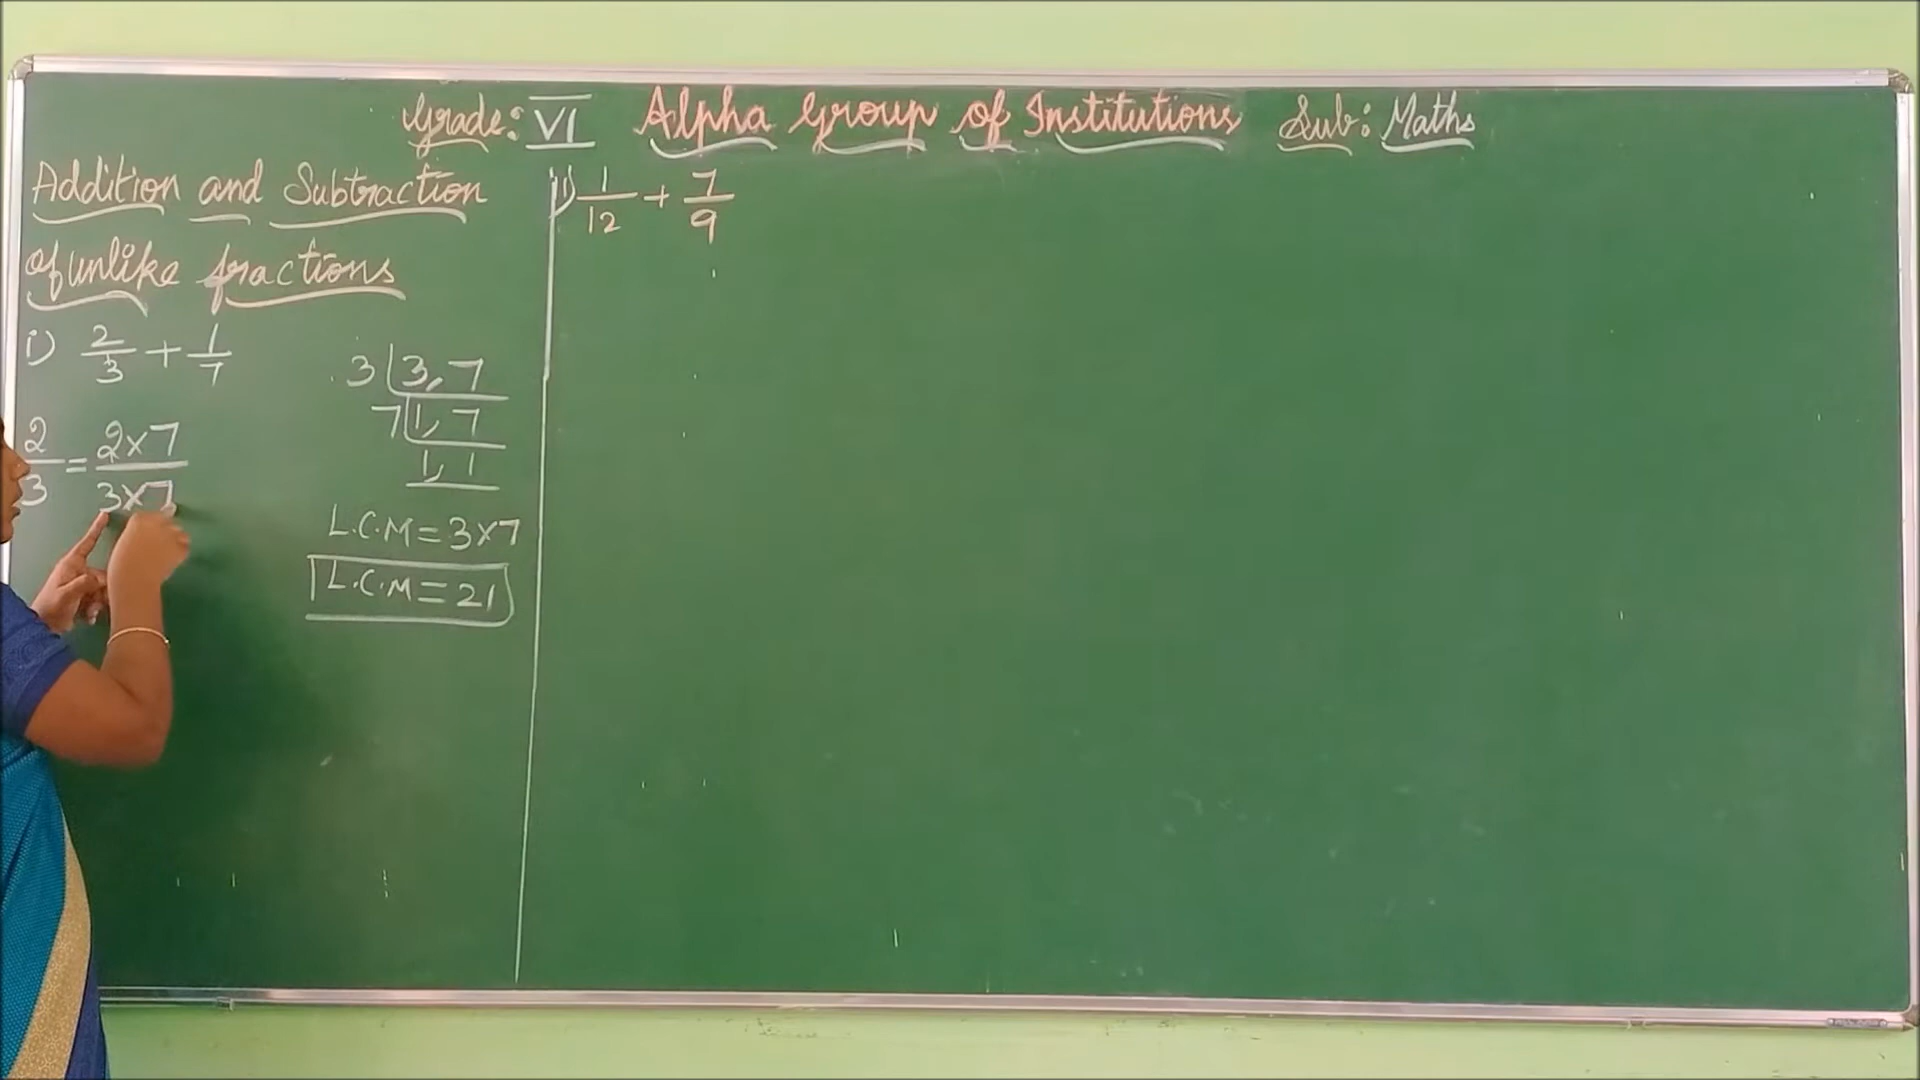 Grade: VI Alpha Group of Institutions Sub: Maths
Addition and Subtraction
of unlike fractions
i) 2/3 + 1/7
3 | 3, 7
7 | 1, 7
1, 1
2/3 = 2×7/3×7
L.C.M = 3×7
L.C.M = 21
ii) 1/12 + 7/9